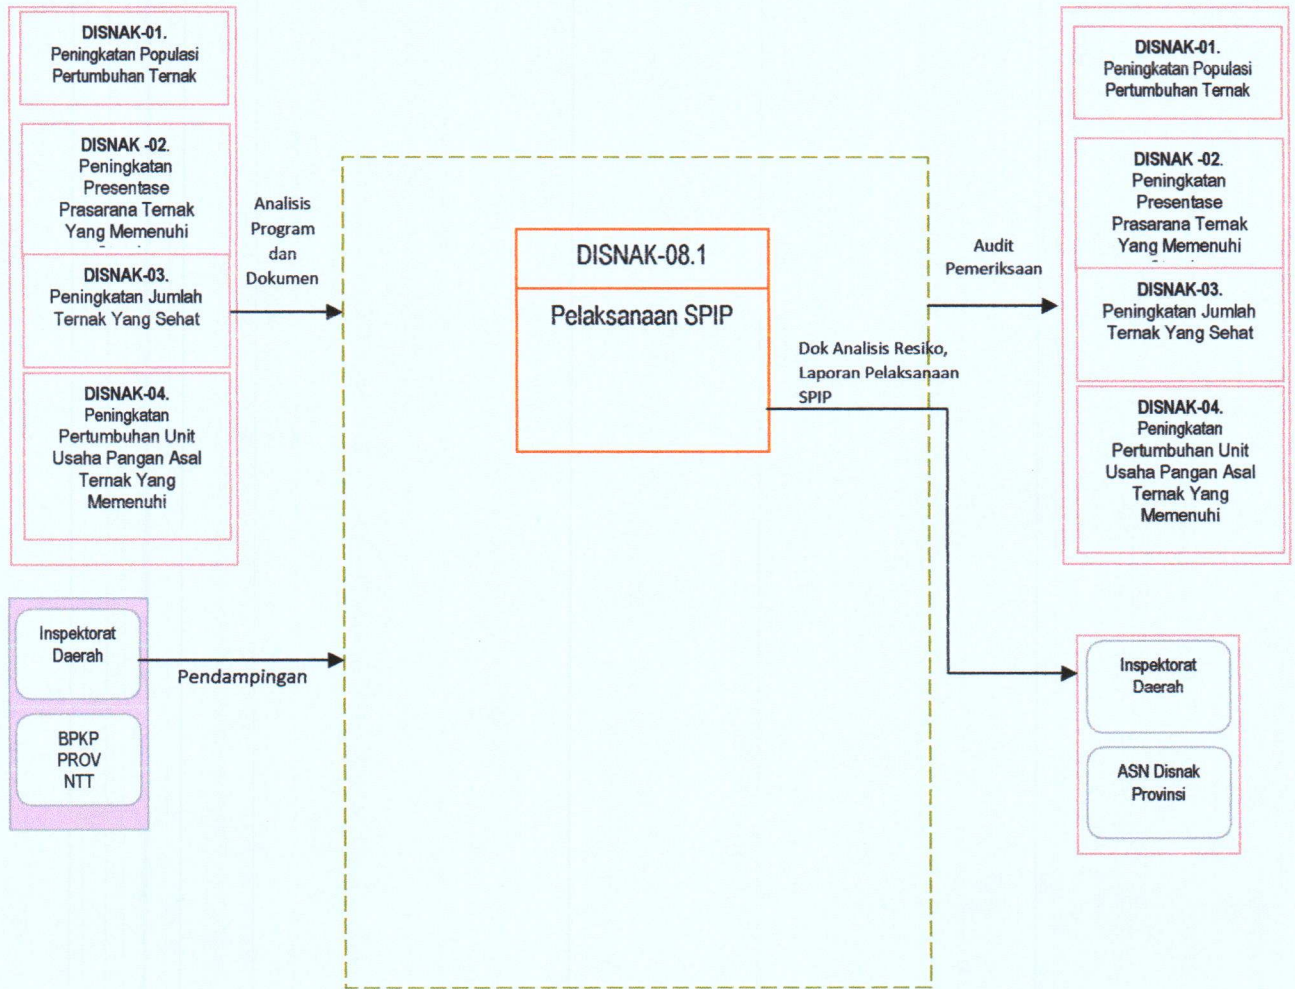 DISNAK-01.
Peningkatan Populasi
Pertumbuhan Ternak
DISNAK -02.
Peningkatan
Presentase
Prasarana Ternak
Yang Memenuhi
DISNAK-03.
Peningkatan Jumlah
Ternak Yang Sehat
DISNAK-04.
Peningkatan
Pertumbuhan Unit
Usaha Pangan Asal
Ternak Yang
Memenuhi
Analisis
Program
dan
Dokumen
Inspektorat
Daerah
BPKP
PROV
NTT
Pendampingan
DISNAK-08.1
Pelaksanaan SPIP
Dok Analisis Resiko,
Laporan Pelaksanaan
SPIP
Audit
Pemeriksaan
DISNAK-01.
Peningkatan Populasi
Pertumbuhan Ternak
DISNAK -02.
Peningkatan
Presentase
Prasarana Ternak
Yang Memenuhi
DISNAK-03.
Peningkatan Jumlah
Ternak Yang Sehat
DISNAK-04.
Peningkatan
Pertumbuhan Unit
Usaha Pangan Asal
Ternak Yang
Memenuhi
Inspektorat
Daerah
ASN Disnak
Provinsi